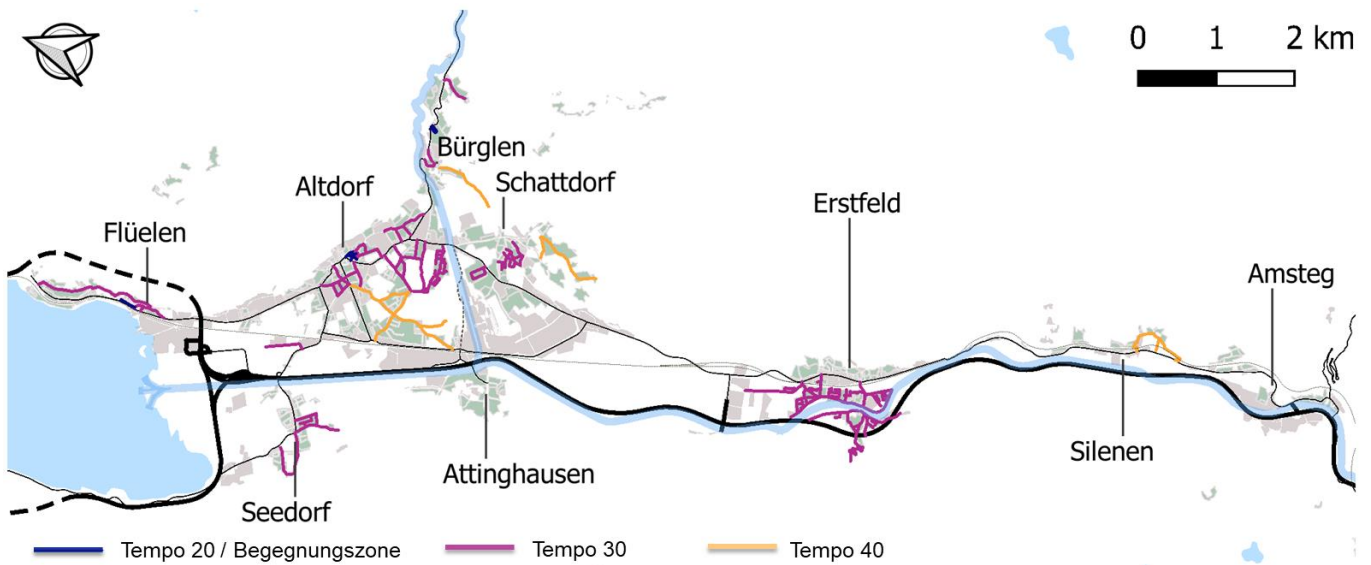 0 1 2 km
Bürglen
Altdorf
Schattdorf
Erstfeld
Flüelen
Amsteg
Silenen
Attinghausen
Seedorf
Tempo 20 / Begegnungszone
Tempo 30
Tempo 40